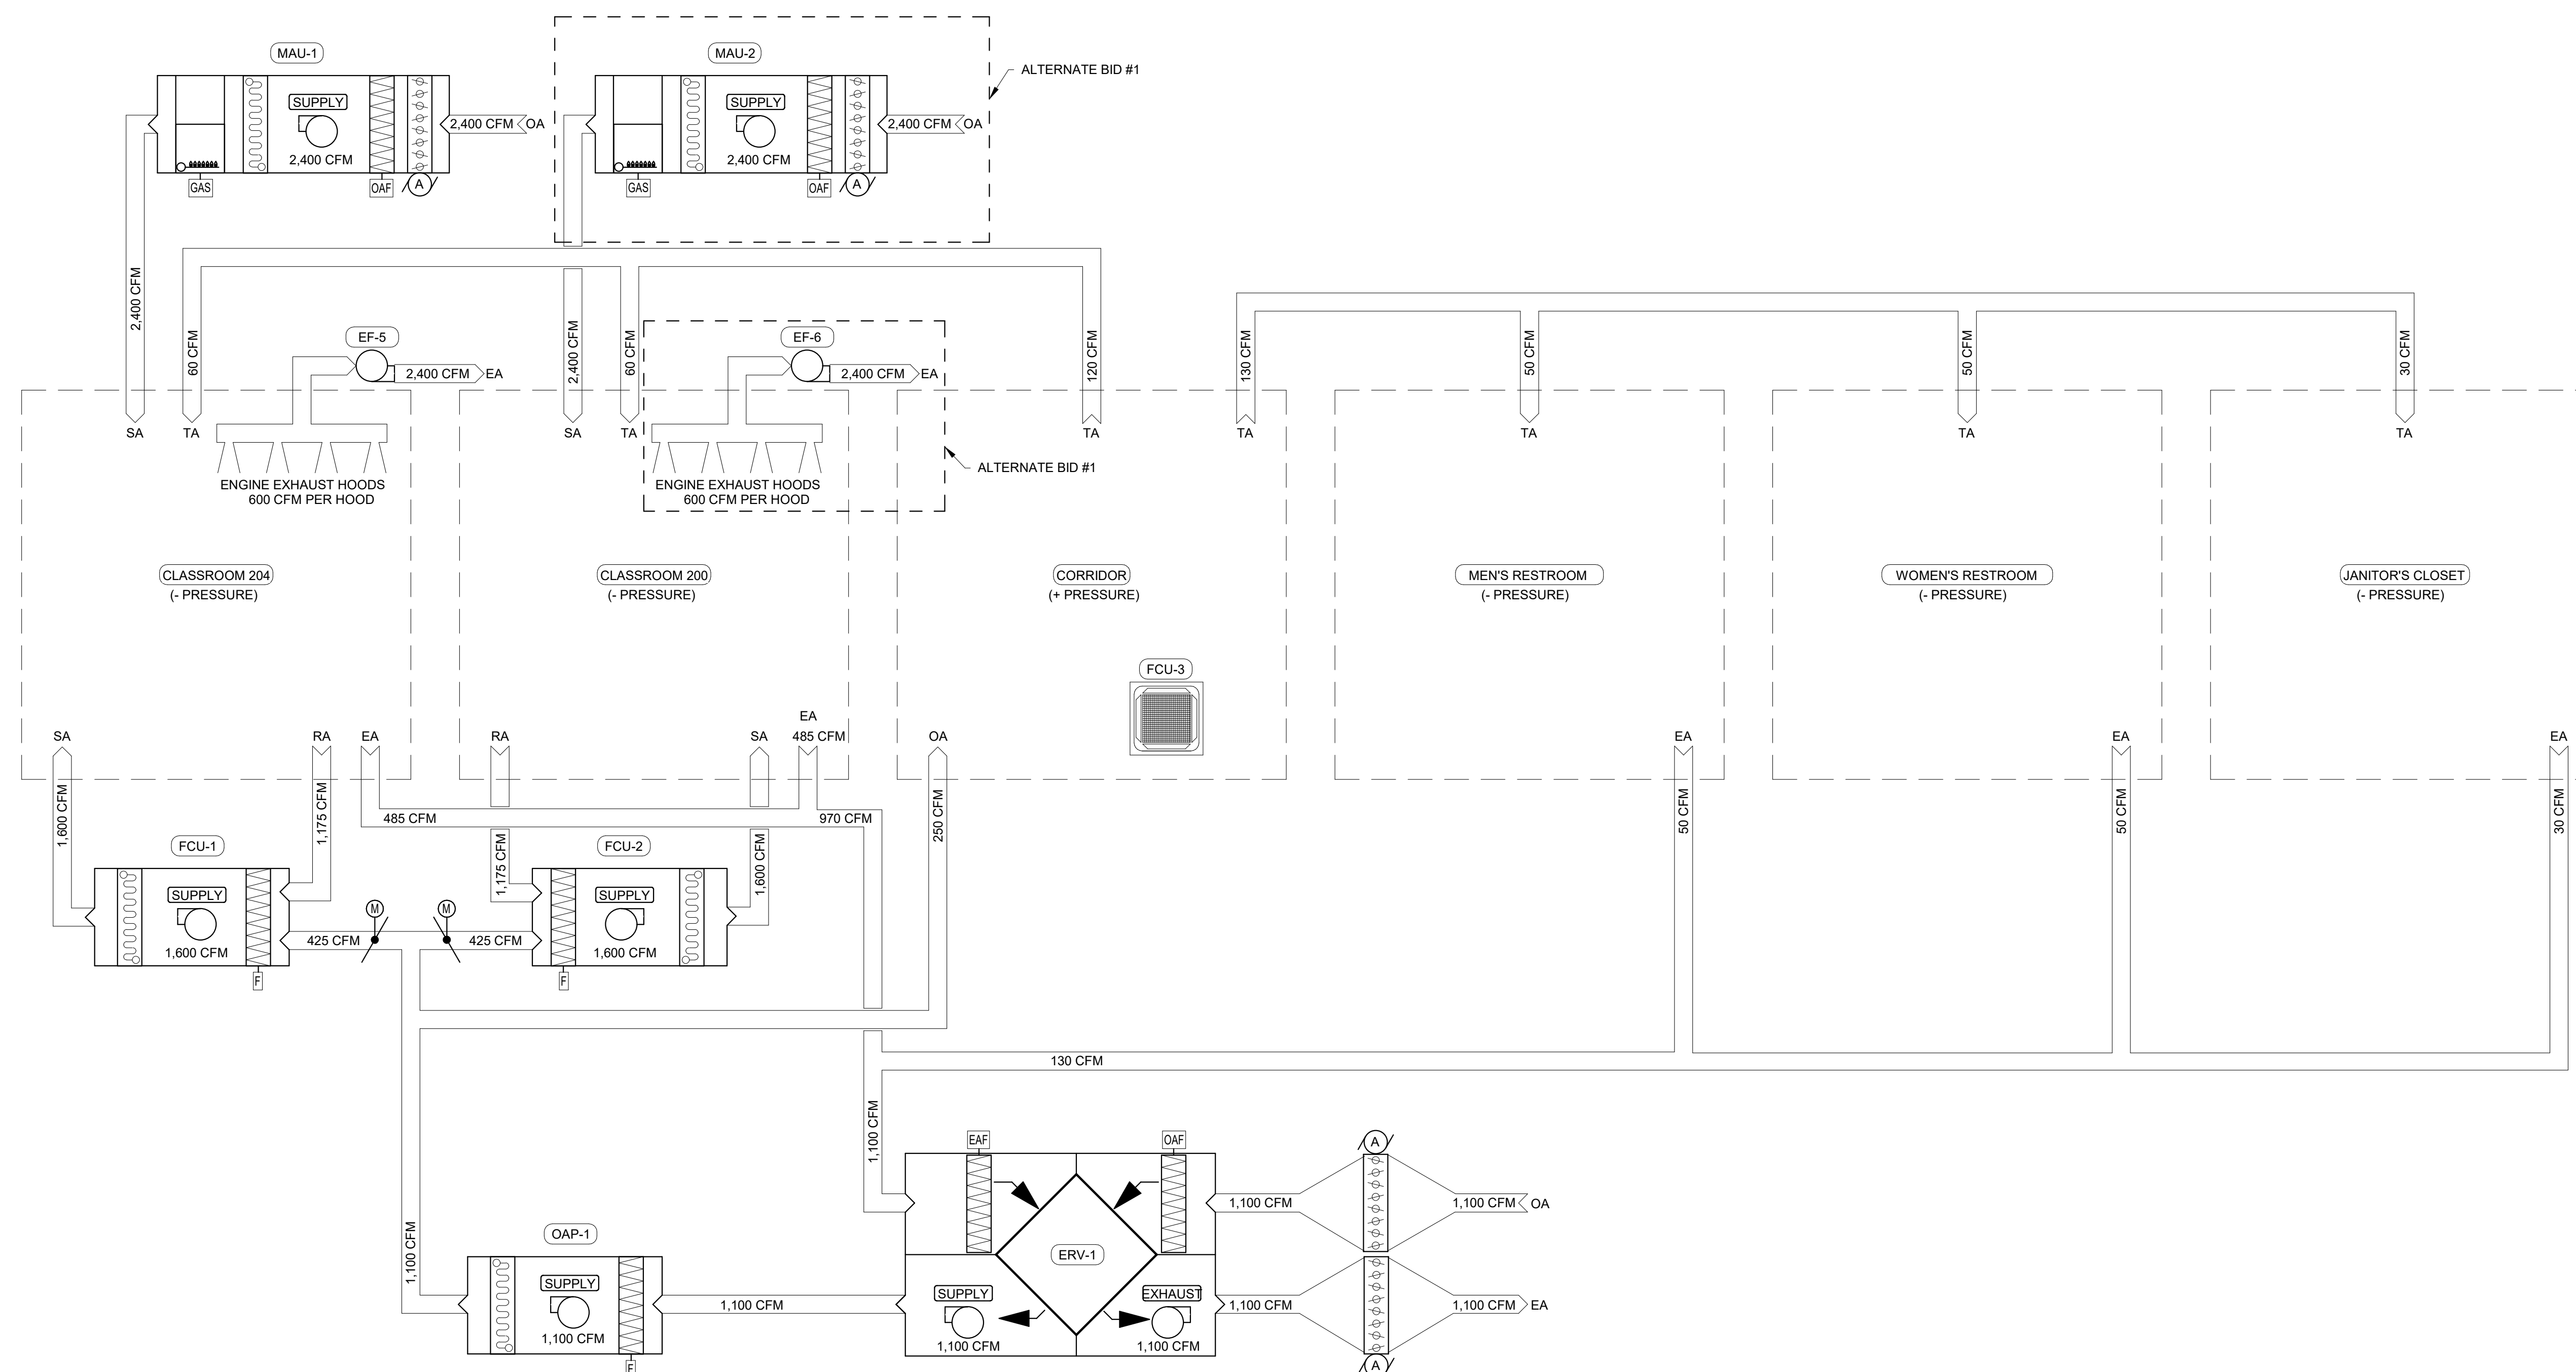 MAU-1
MAU-2
ALTERNATE BID #1
SUPPLY
2,400 CFM
2,400 CFM
OA
GAS
OAF
A
SUPPLY
2,400 CFM
2,400 CFM
OA
GAS
OAF
A
2,400 CFM
60 CFM
EF-5
2,400 CFM
EA
2,400 CFM
60 CFM
EF-6
2,400 CFM
EA
120 CFM
130 CFM
50 CFM
50 CFM
30 CFM
SA
TA
SA
TA
TA
TA
TA
TA
TA
ENGINE EXHAUST HOODS
600 CFM PER HOOD
ENGINE EXHAUST HOODS
600 CFM PER HOOD
ALTERNATE BID #1
CLASSROOM 204
(- PRESSURE)
CLASSROOM 200
(- PRESSURE)
CORRIDOR
(+ PRESSURE)
MEN'S RESTROOM
(- PRESSURE)
WOMEN'S RESTROOM
(- PRESSURE)
JANITOR'S CLOSET
(- PRESSURE)
FCU-3
SA
RA
EA
RA
SA
EA
485 CFM
OA
EA
EA
EA
1,600 CFM
1,175 CFM
485 CFM
970 CFM
250 CFM
50 CFM
50 CFM
30 CFM
FCU-1
SUPPLY
1,600 CFM
F
425 CFM
M
M
425 CFM
1,175 CFM
FCU-2
SUPPLY
1,600 CFM
F
1,600 CFM
130 CFM
1,100 CFM
1,100 CFM
OAP-1
SUPPLY
1,100 CFM
F
1,100 CFM
EAF
OAF
ERV-1
SUPPLY
1,100 CFM
EXHAUST
1,100 CFM
A
1,100 CFM
1,100 CFM
OA
1,100 CFM
1,100 CFM
EA
A